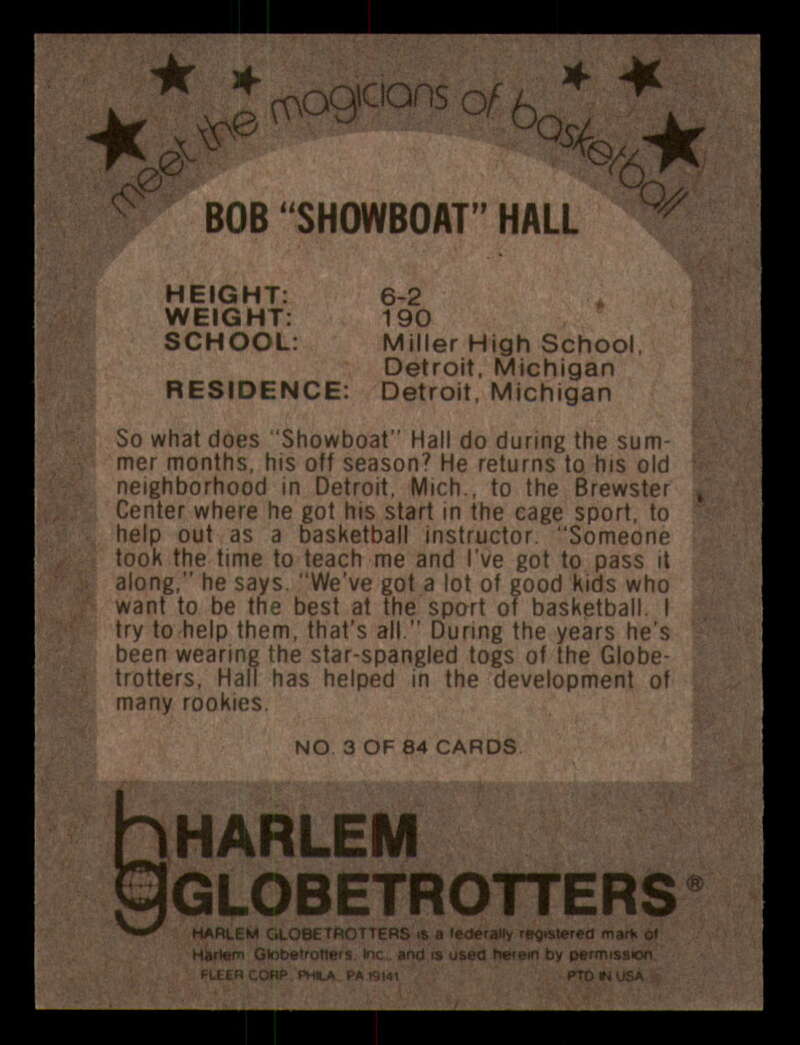 meet the magicians of basketball
BOB "SHOWBOAT" HALL
HEIGHT: 6-2
WEIGHT: 190
SCHOOL: Miller High School,
Detroit, Michigan
RESIDENCE: Detroit, Michigan
So what does "Showboat" Hall do during the sum-
mer months, his off season? He returns to his old
neighborhood in Detroit, Mich., to the Brewster
Center where he got his start in the cage sport, to
help out as a basketball instructor. "Someone
took the time to teach me and I've got to pass it
along," he says. "We've got a lot of good kids who
want to be the best at the sport of basketball. I
try to help them, that's all." During the years he's
been wearing the star-spangled togs of the Globe-
trotters, Hall has helped in the development of
many rookies.
NO. 3 OF 84 CARDS.
hg HARLEM
GLOBETROTTERS®
HARLEM GLOBETROTTERS is a federally registered mark of
Harlem Globetrotters, Inc., and is used herein by permission.
FLEER CORP. PHILA., PA 19141 PTD IN USA